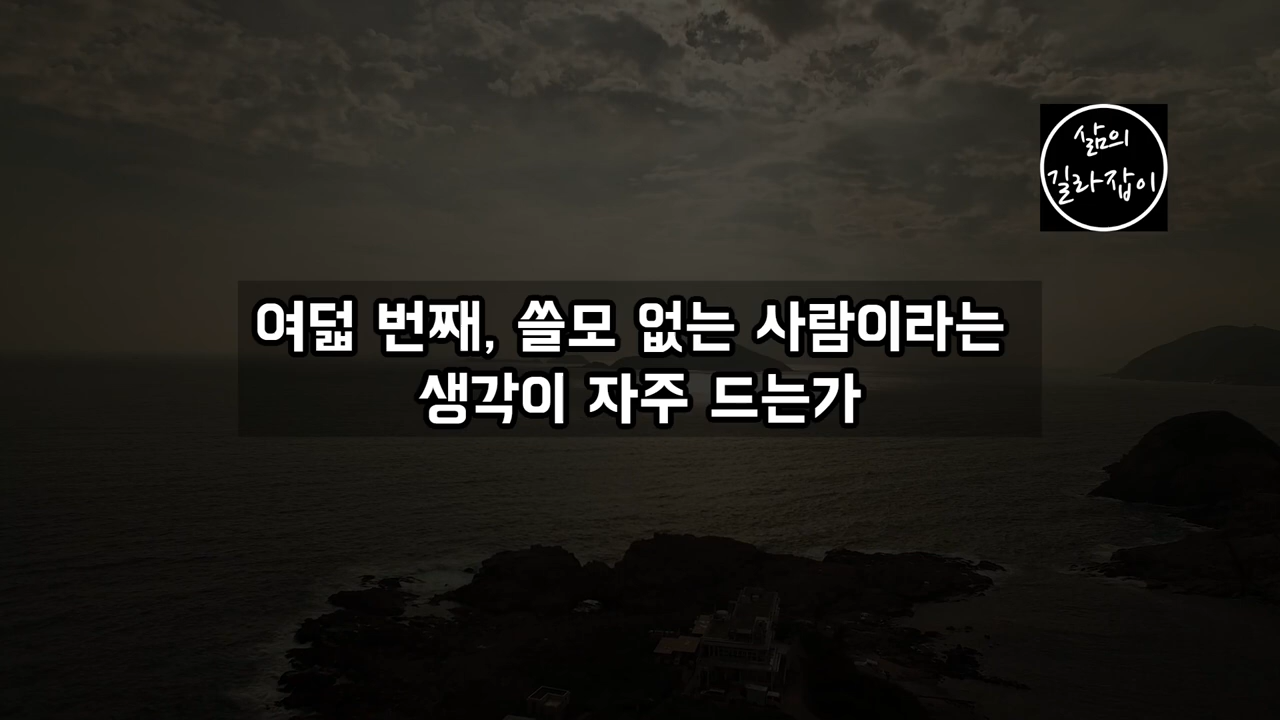 삶의
길라잡이
여덟 번째, 쓸모 없는 사람이라는
생각이 자주 드는가